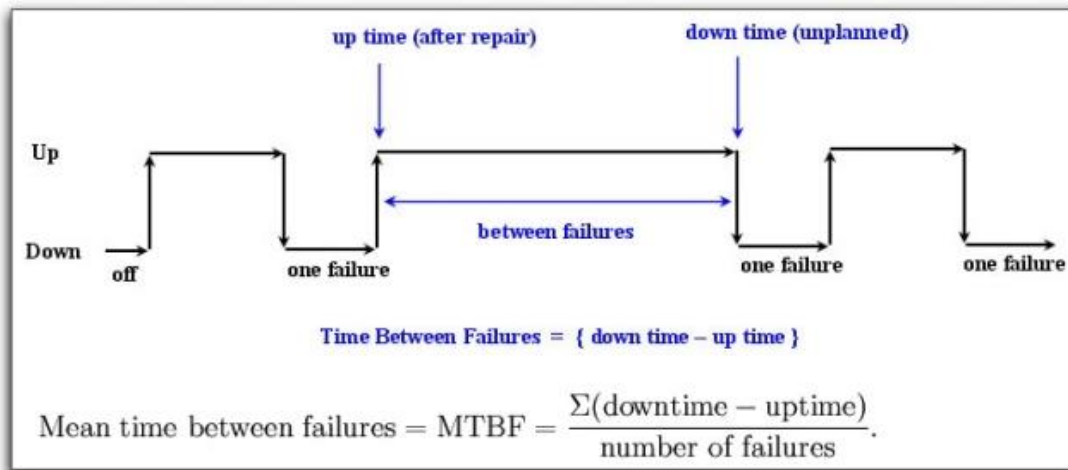 up time (after repair)
down time (unplanned)
Up
between failures
Down
off
one failure
one failure
one failure
Time Between Failures = { down time – up time }
Mean time between failures = MTBF = Σ(downtime − uptime) / number of failures.